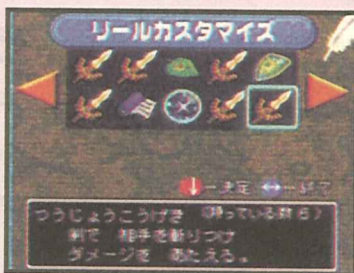 リールカスタマイズ
↓-決定 ↔-終了
つうじょうこうげき (持っている数 6)
剣で 相手を斬りつけ
ダメージを あたえる。